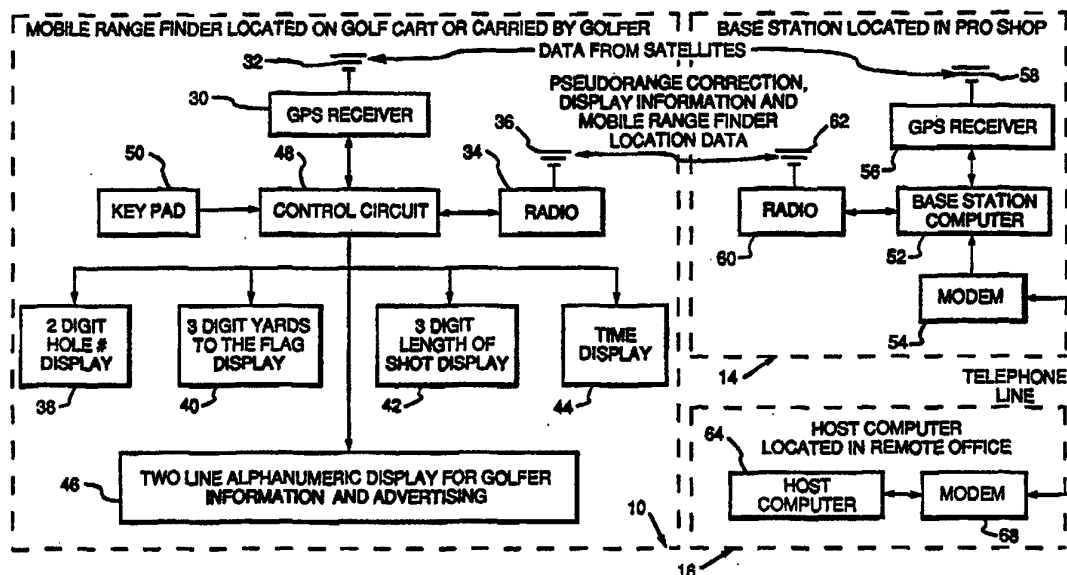 MOBILE RANGE FINDER LOCATED ON GOLF CART OR CARRIED BY GOLFER
BASE STATION LOCATED IN PRO SHOP
32
DATA FROM SATELLITES
58
30
GPS RECEIVER
PSEUDORANGE CORRECTION,
DISPLAY INFORMATION AND
MOBILE RANGE FINDER
LOCATION DATA
36
62
GPS RECEIVER
56
50
48
34
KEY PAD
CONTROL CIRCUIT
RADIO
RADIO
60
BASE STATION
COMPUTER
52
MODEM
54
2 DIGIT
HOLE #
DISPLAY
38
3 DIGIT YARDS
TO THE FLAG
DISPLAY
40
3 DIGIT
LENGTH OF
SHOT DISPLAY
42
TIME
DISPLAY
44
14
TELEPHONE
LINE
46
TWO LINE ALPHANUMERIC DISPLAY FOR GOLFER
INFORMATION AND ADVERTISING
10
64
HOST COMPUTER
LOCATED IN REMOTE OFFICE
HOST
COMPUTER
MODEM
68
16